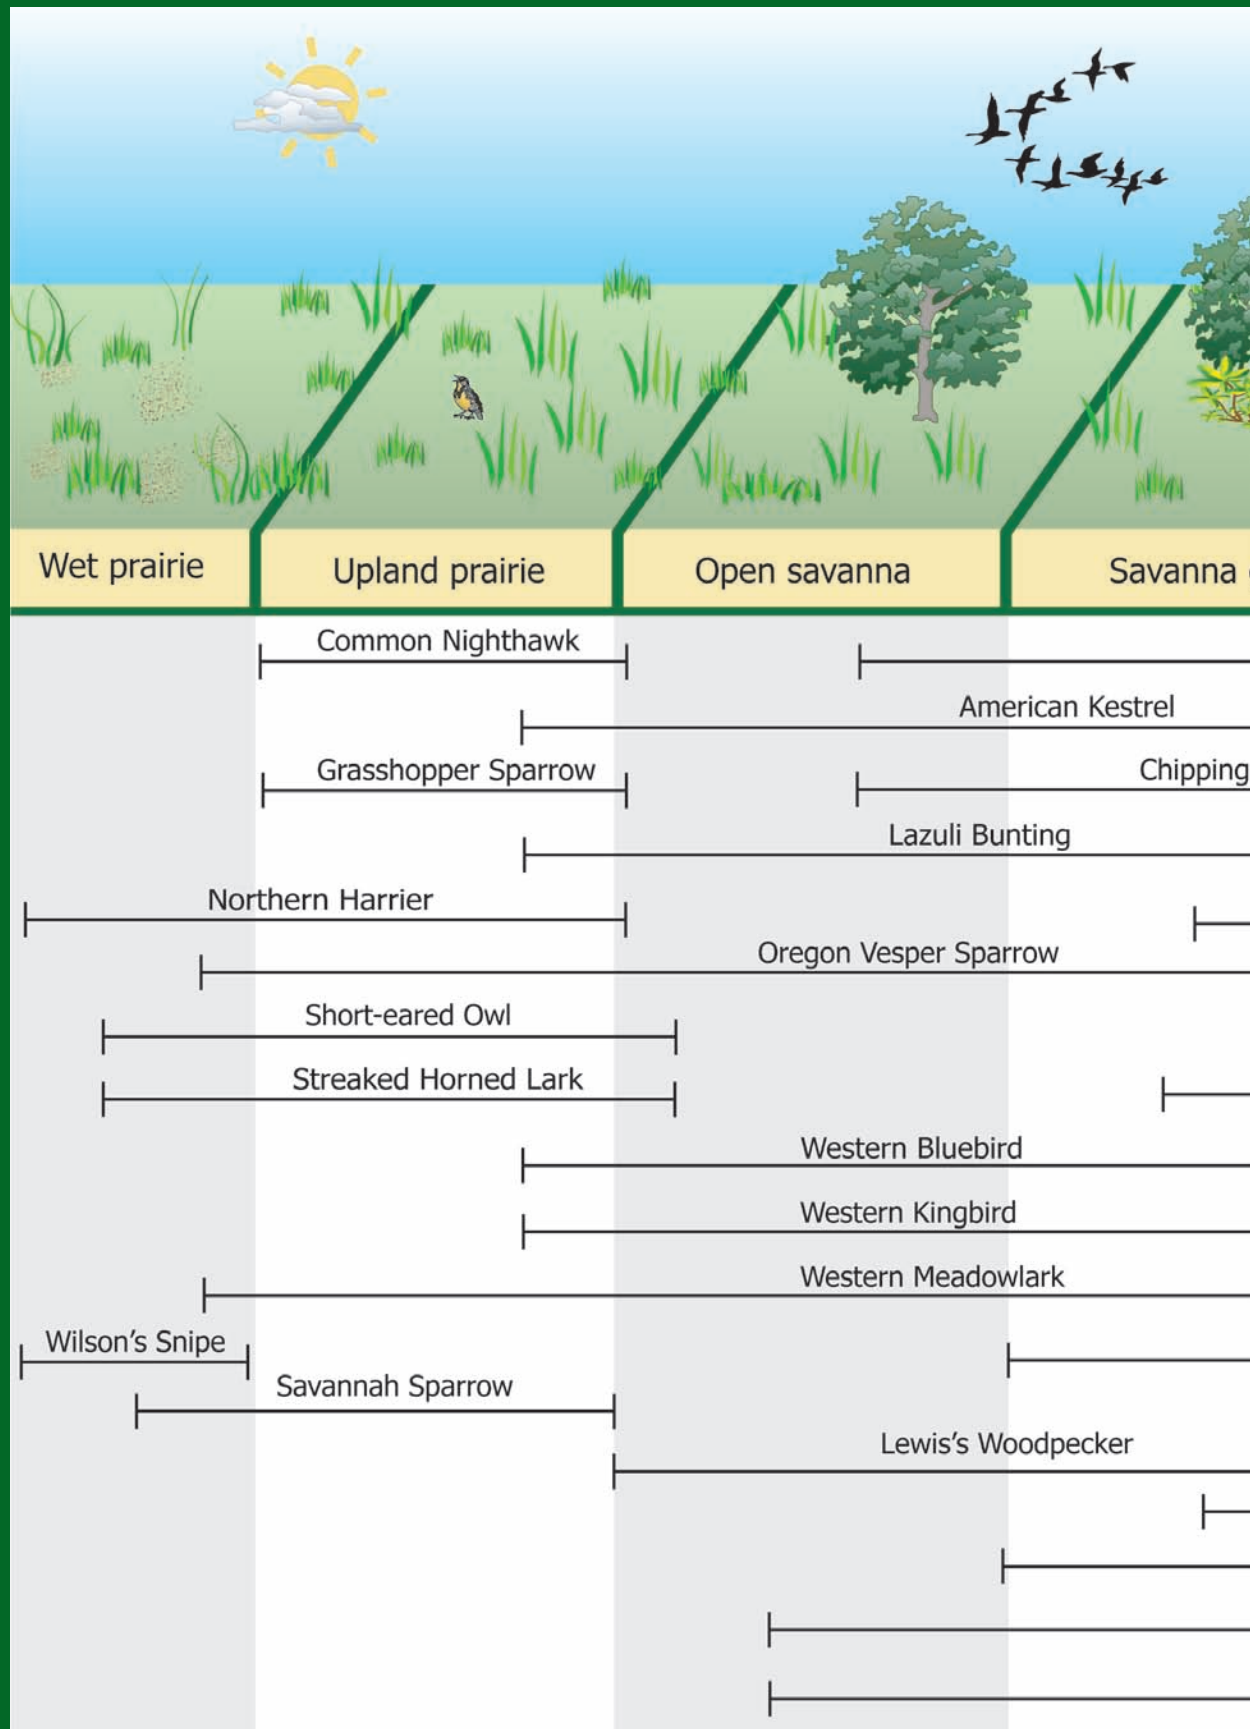 Wet prairie
Upland prairie
Open savanna
Savanna
Common Nighthawk
American Kestrel
Grasshopper Sparrow
Chipping
Lazuli Bunting
Northern Harrier
Oregon Vesper Sparrow
Short-eared Owl
Streaked Horned Lark
Western Bluebird
Western Kingbird
Western Meadowlark
Wilson’s Snipe
Savannah Sparrow
Lewis’s Woodpecker